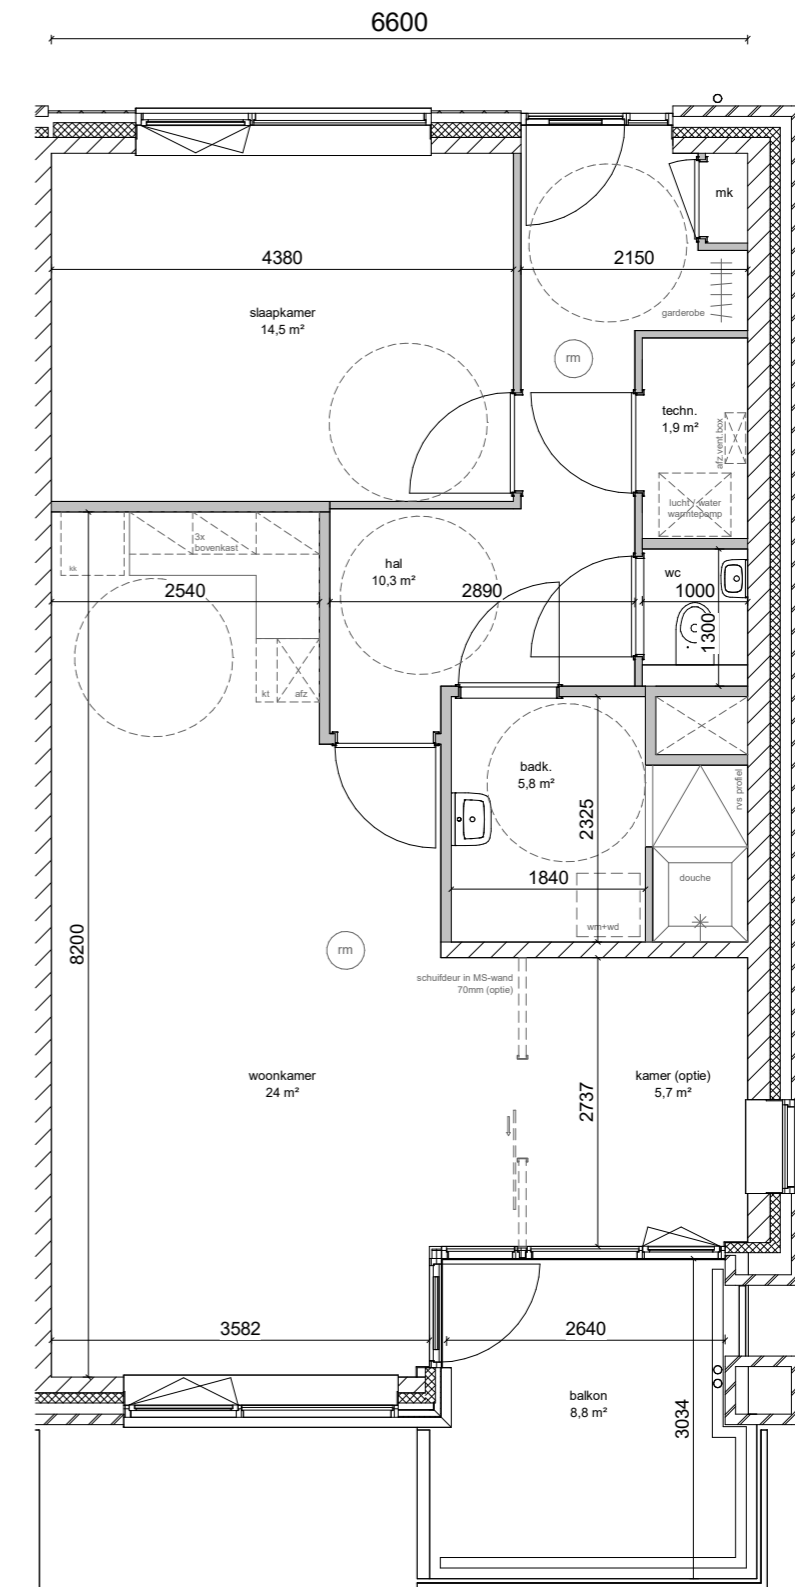 6600
mk
4380
2150
slaapkamer
14,5 m²
garderobe
rm
techn.
1,9 m²
afz.vent.box
lucht / water
warmtepomp
3x
bovenkast
kk
hal
10,3 m²
wc
2540
2890
1000
1300
kt
afz
badk.
5,8 m²
rvs profiel
2325
1840
douche
wm+wd
8200
rm
schuifdeur in MS-wand
70mm (optie)
woonkamer
24 m²
kamer (optie)
5,7 m²
2737
3582
2640
balkon
8,8 m²
3034